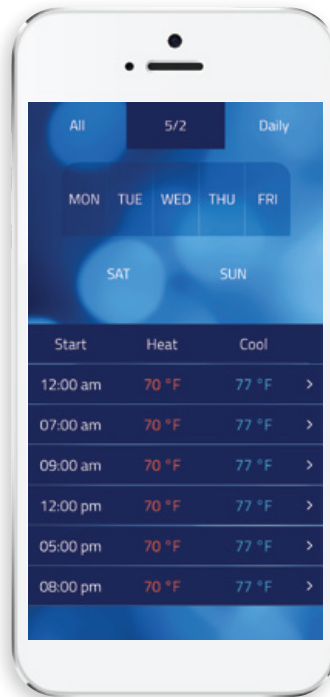 All 5/2 Daily
MON TUE WED THU FRI
SAT SUN
Start Heat Cool
12:00 am 70 °F 77 °F >
07:00 am 70 °F 77 °F >
09:00 am 70 °F 77 °F >
12:00 pm 70 °F 77 °F >
05:00 pm 70 °F 77 °F >
08:00 pm 70 °F 77 °F >